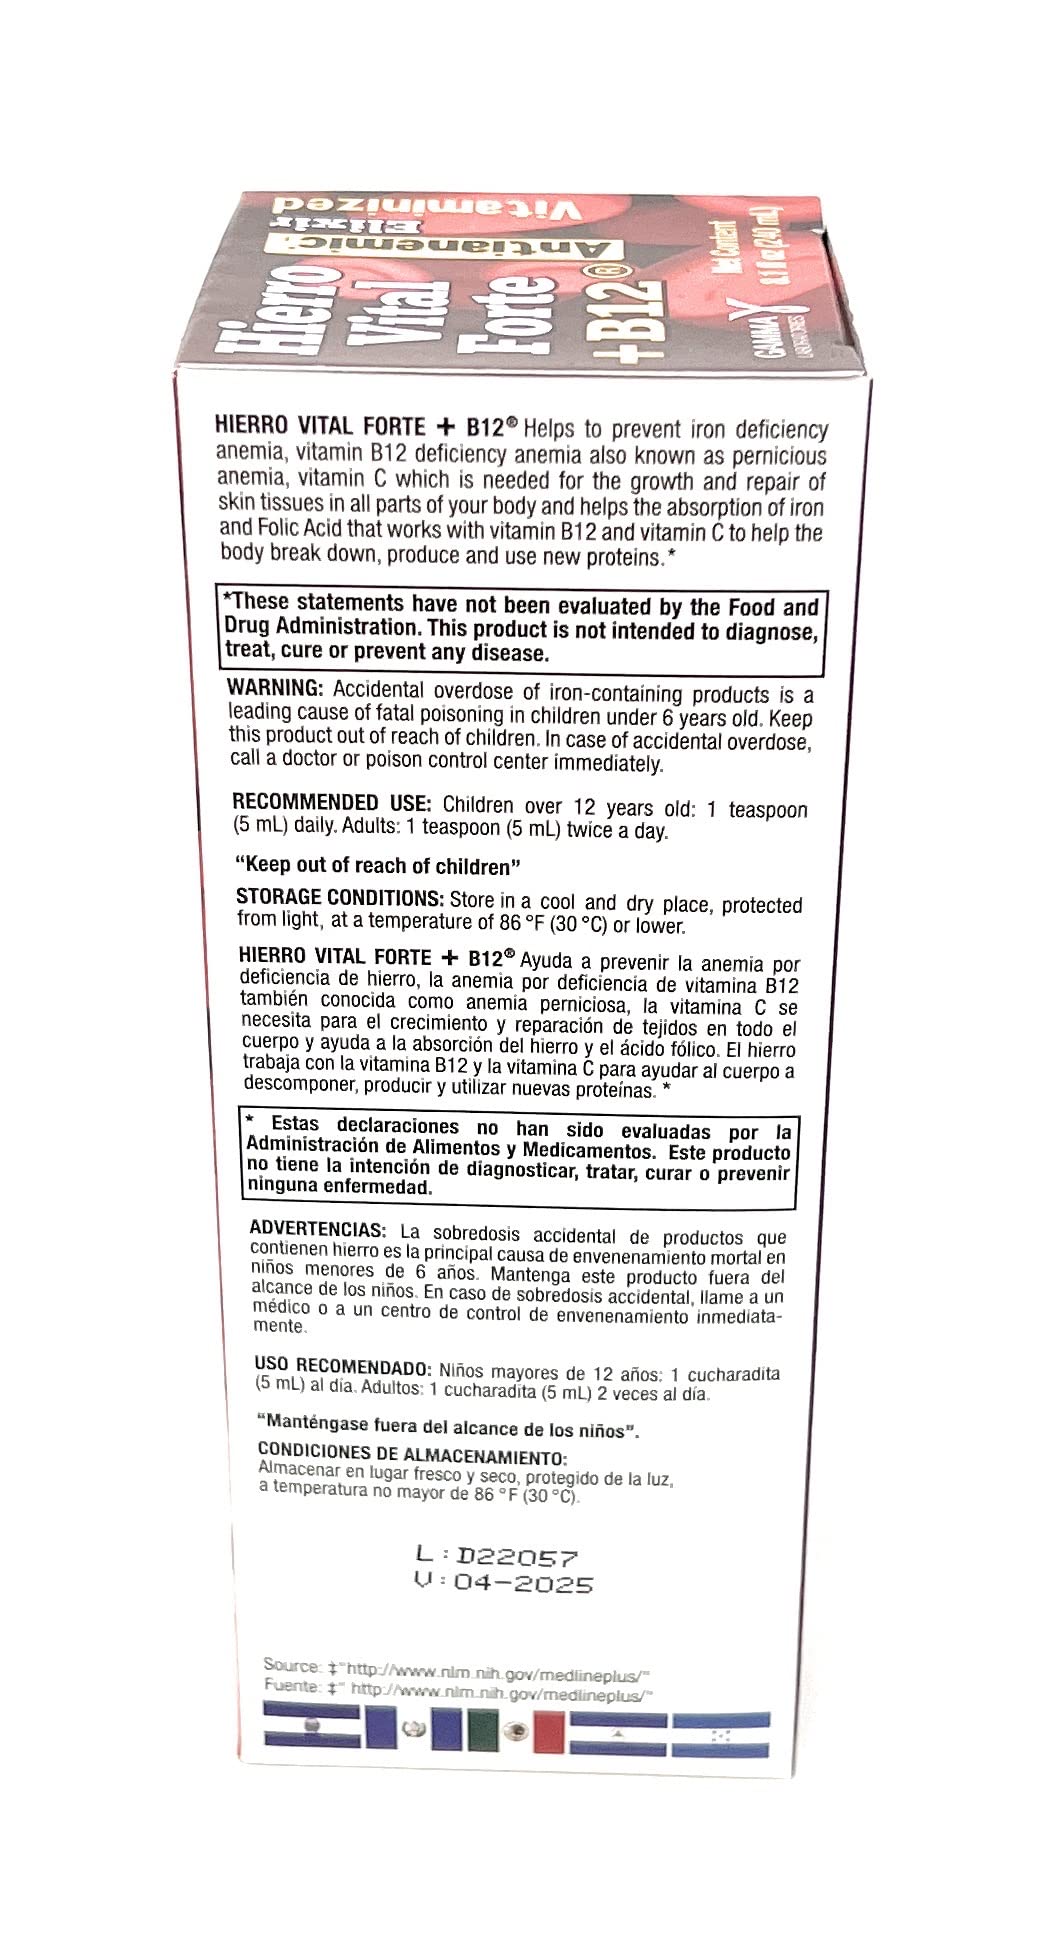 Vitaminized
Elixir
Antianemic
Hierro
Vital
Forte
+B12®
Net Content
8.1 fl oz (240 mL)
GAMMA
LABORATORIES
HIERRO VITAL FORTE + B12® Helps to prevent iron deficiency
anemia, vitamin B12 deficiency anemia also known as pernicious
anemia, vitamin C which is needed for the growth and repair of
skin tissues in all parts of your body and helps the absorption of iron
and Folic Acid that works with vitamin B12 and vitamin C to help the
body break down, produce and use new proteins.*
*These statements have not been evaluated by the Food and
Drug Administration. This product is not intended to diagnose,
treat, cure or prevent any disease.
WARNING: Accidental overdose of iron-containing products is a
leading cause of fatal poisoning in children under 6 years old. Keep
this product out of reach of children. In case of accidental overdose,
call a doctor or poison control center immediately.
RECOMMENDED USE: Children over 12 years old: 1 teaspoon
(5 mL) daily. Adults: 1 teaspoon (5 mL) twice a day.
“Keep out of reach of children”
STORAGE CONDITIONS: Store in a cool and dry place, protected
from light, at a temperature of 86 °F (30 °C) or lower.
HIERRO VITAL FORTE + B12® Ayuda a prevenir la anemia por
deficiencia de hierro, la anemia por deficiencia de vitamina B12
también conocida como anemia perniciosa, la vitamina C se
necesita para el crecimiento y reparación de tejidos en todo el
cuerpo y ayuda a la absorción del hierro y el ácido fólico. El hierro
trabaja con la vitamina B12 y la vitamina C para ayudar al cuerpo a
descomponer, producir y utilizar nuevas proteínas. *
* Estas declaraciones no han sido evaluadas por la
Administración de Alimentos y Medicamentos. Este producto
no tiene la intención de diagnosticar, tratar, curar o prevenir
ninguna enfermedad.
ADVERTENCIAS: La sobredosis accidental de productos que
contienen hierro es la principal causa de envenenamiento mortal en
niños menores de 6 años. Mantenga este producto fuera del
alcance de los niños. En caso de sobredosis accidental, llame a un
médico o a un centro de control de envenenamiento inmediata-
mente.
USO RECOMENDADO: Niños mayores de 12 años: 1 cucharadita
(5 mL) al día. Adultos: 1 cucharadita (5 mL) 2 veces al día.
“Manténgase fuera del alcance de los niños”.
CONDICIONES DE ALMACENAMIENTO:
Almacenar en lugar fresco y seco, protegido de la luz,
a temperatura no mayor de 86 °F (30 °C).
L : D22057
V : 04-2025
Source: ‡“http://www.nlm.nih.gov/medlineplus/”
Fuente: ‡“ http://www.nlm.nih.gov/medlineplus/”